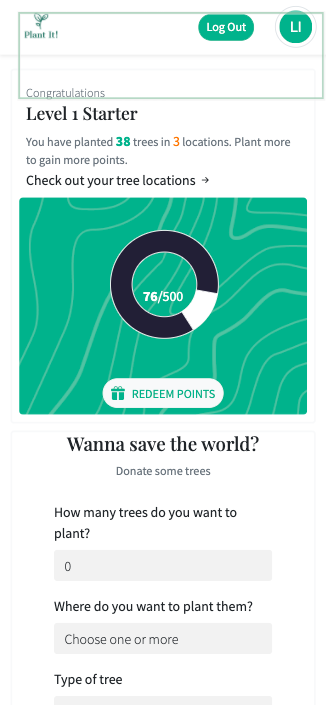 Plant It!
Log Out
LI
Congratulations
Level 1 Starter
You have planted 38 trees in 3 locations. Plant more
to gain more points.
Check out your tree locations →
76/500
REDEEM POINTS
Wanna save the world?
Donate some trees
How many trees do you want to
plant?
0
Where do you want to plant them?
Choose one or more
Type of tree